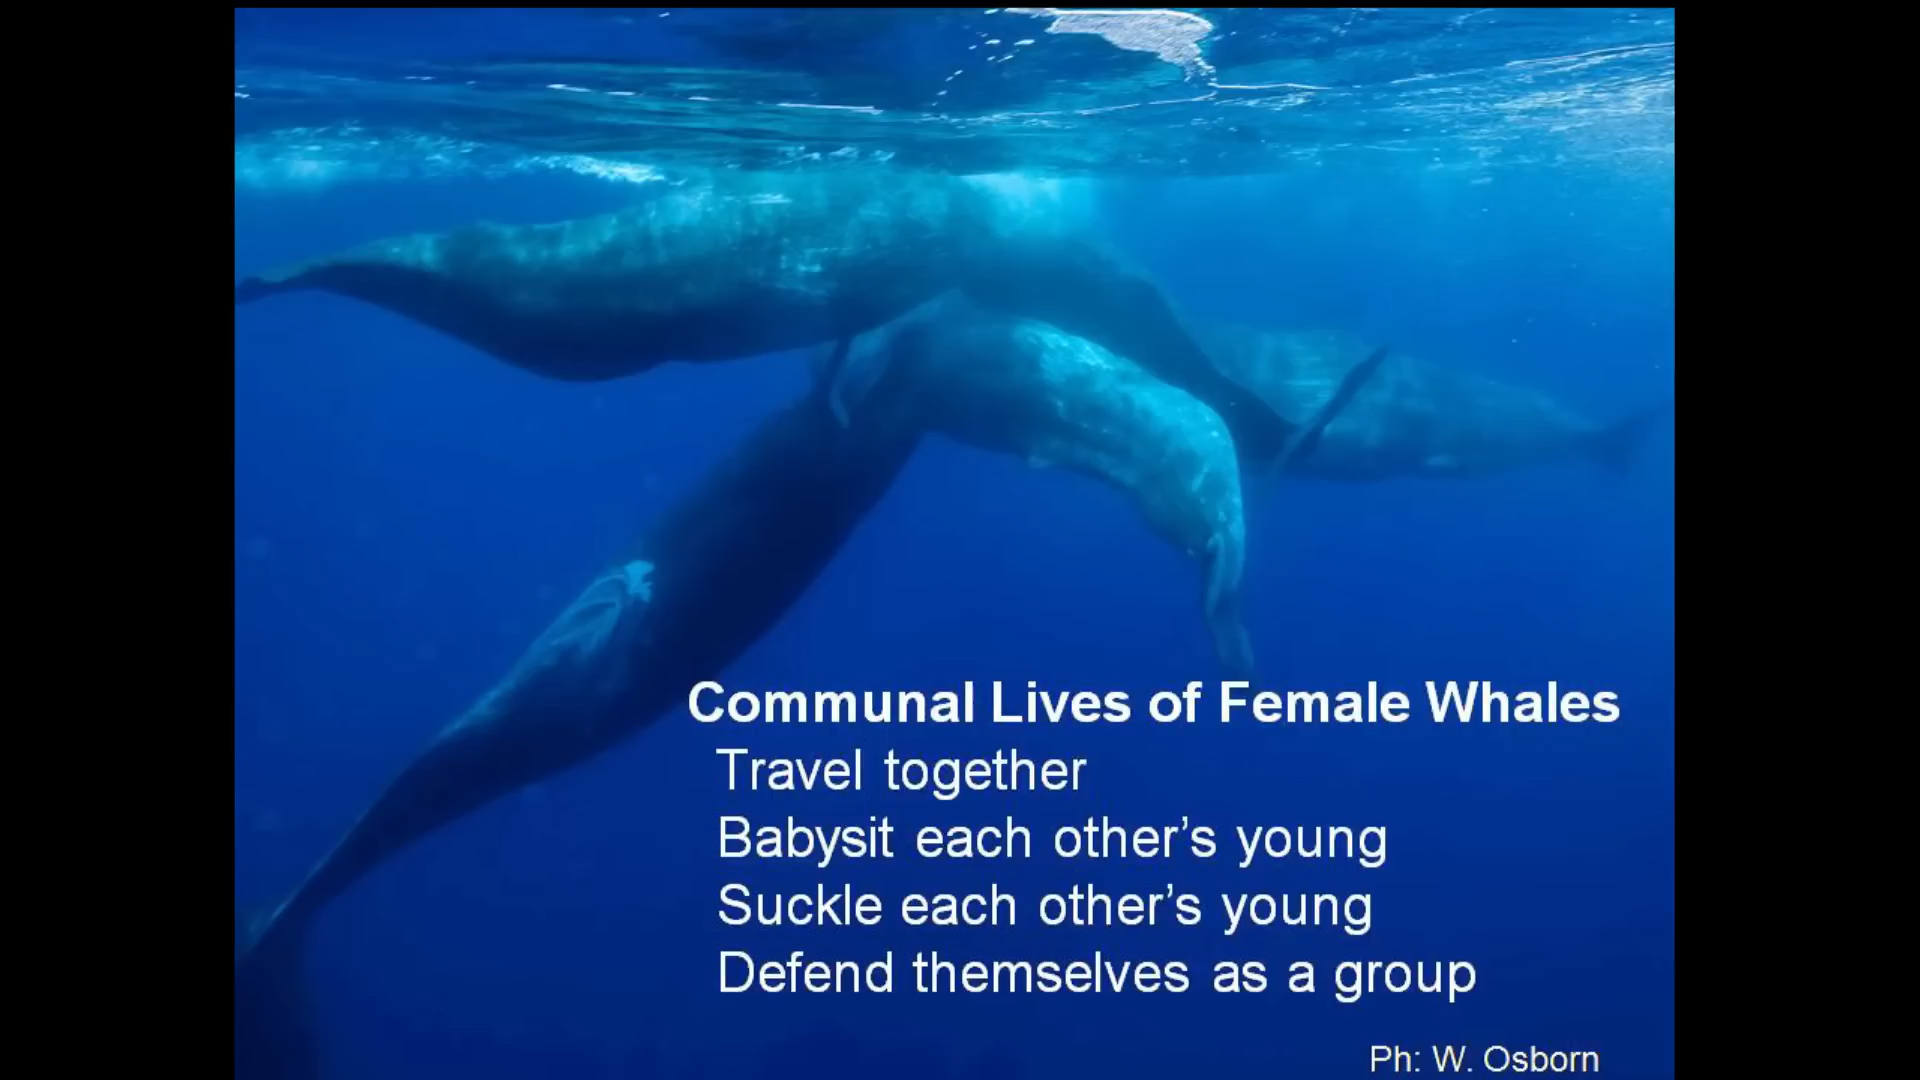 Communal Lives of Female Whales
Travel together
Babysit each other’s young
Suckle each other’s young
Defend themselves as a group
Ph: W. Osborn